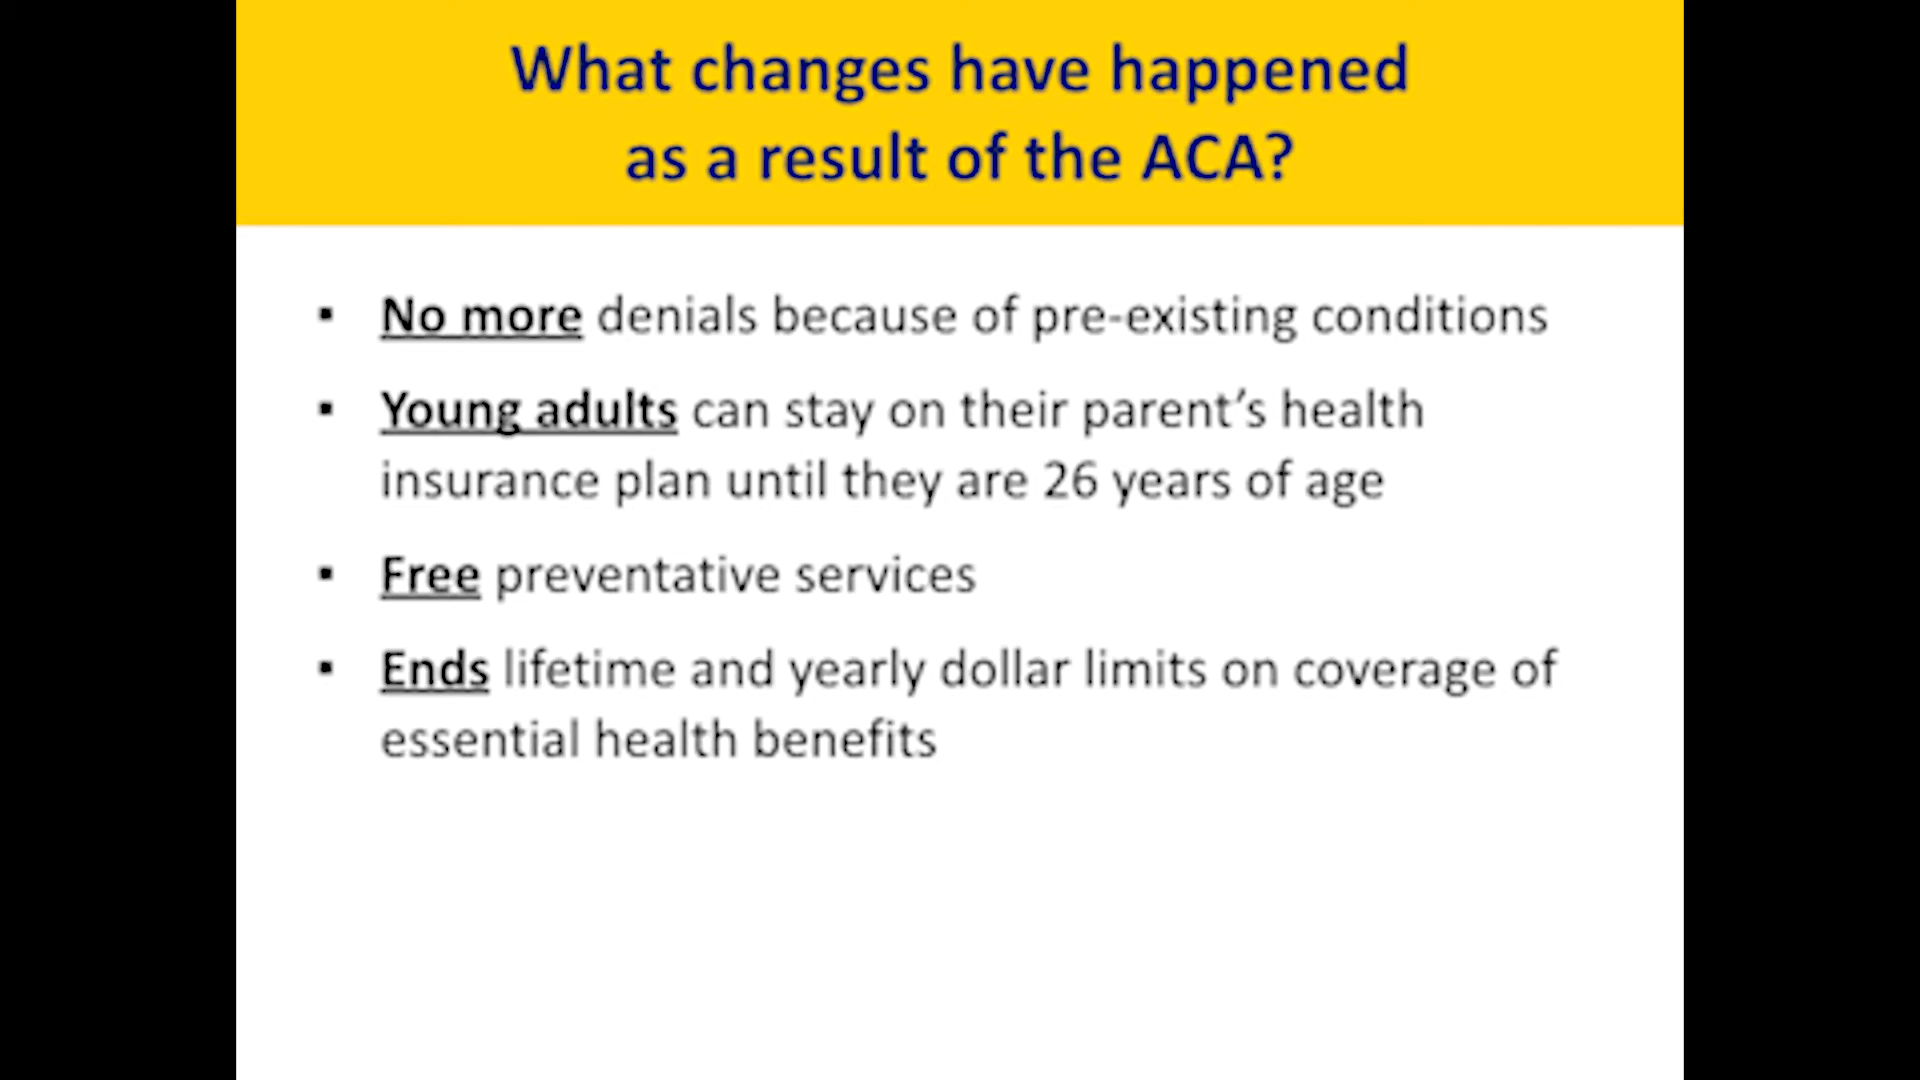 What changes have happened
as a result of the ACA?
▪ No more denials because of pre-existing conditions
▪ Young adults can stay on their parent’s health
insurance plan until they are 26 years of age
▪ Free preventative services
▪ Ends lifetime and yearly dollar limits on coverage of
essential health benefits